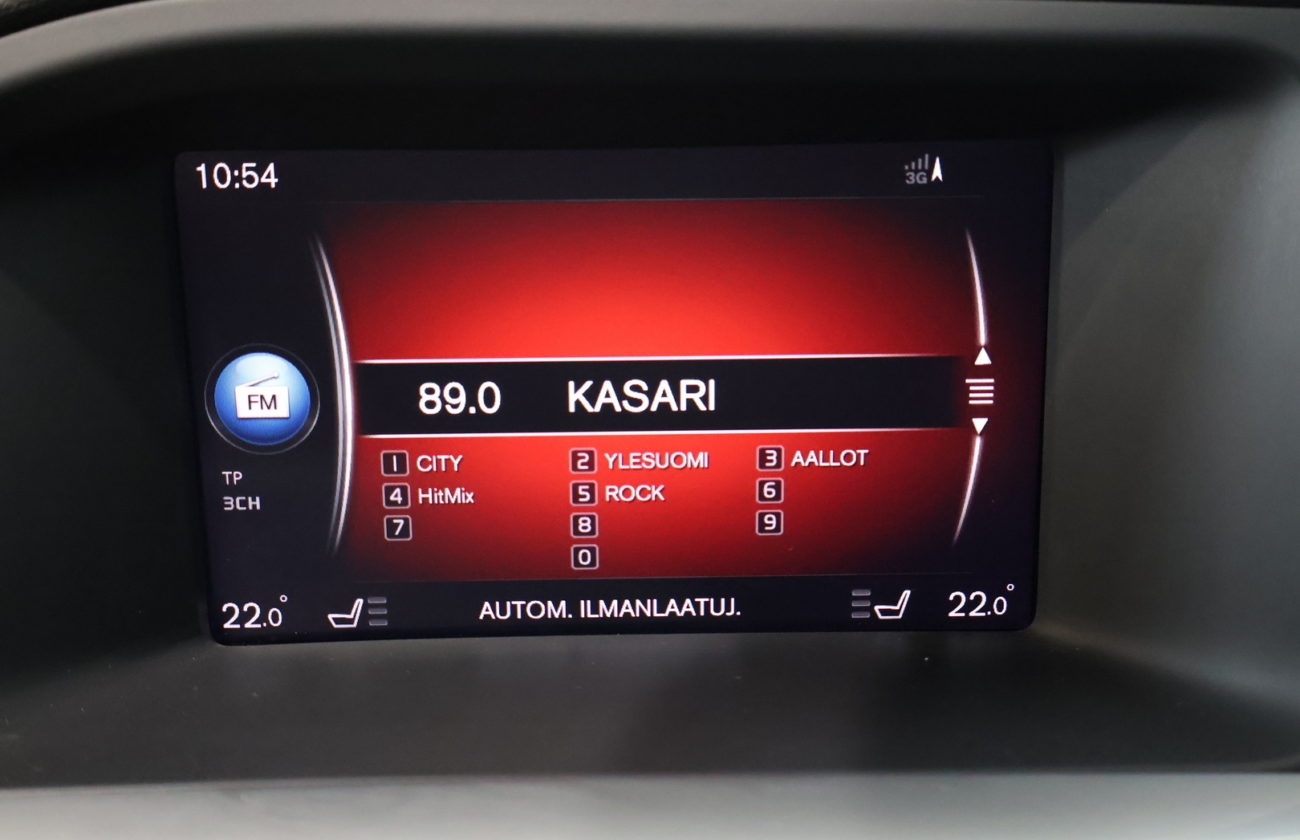 10:54
3G
89.0 KASARI
FM
1 CITY 2 YLESUOMI 3 AALLOT
4 HitMix 5 ROCK 6
7 8 9
0
TP
3CH
22.0° AUTOM. ILMANLAATUJ. 22.0°